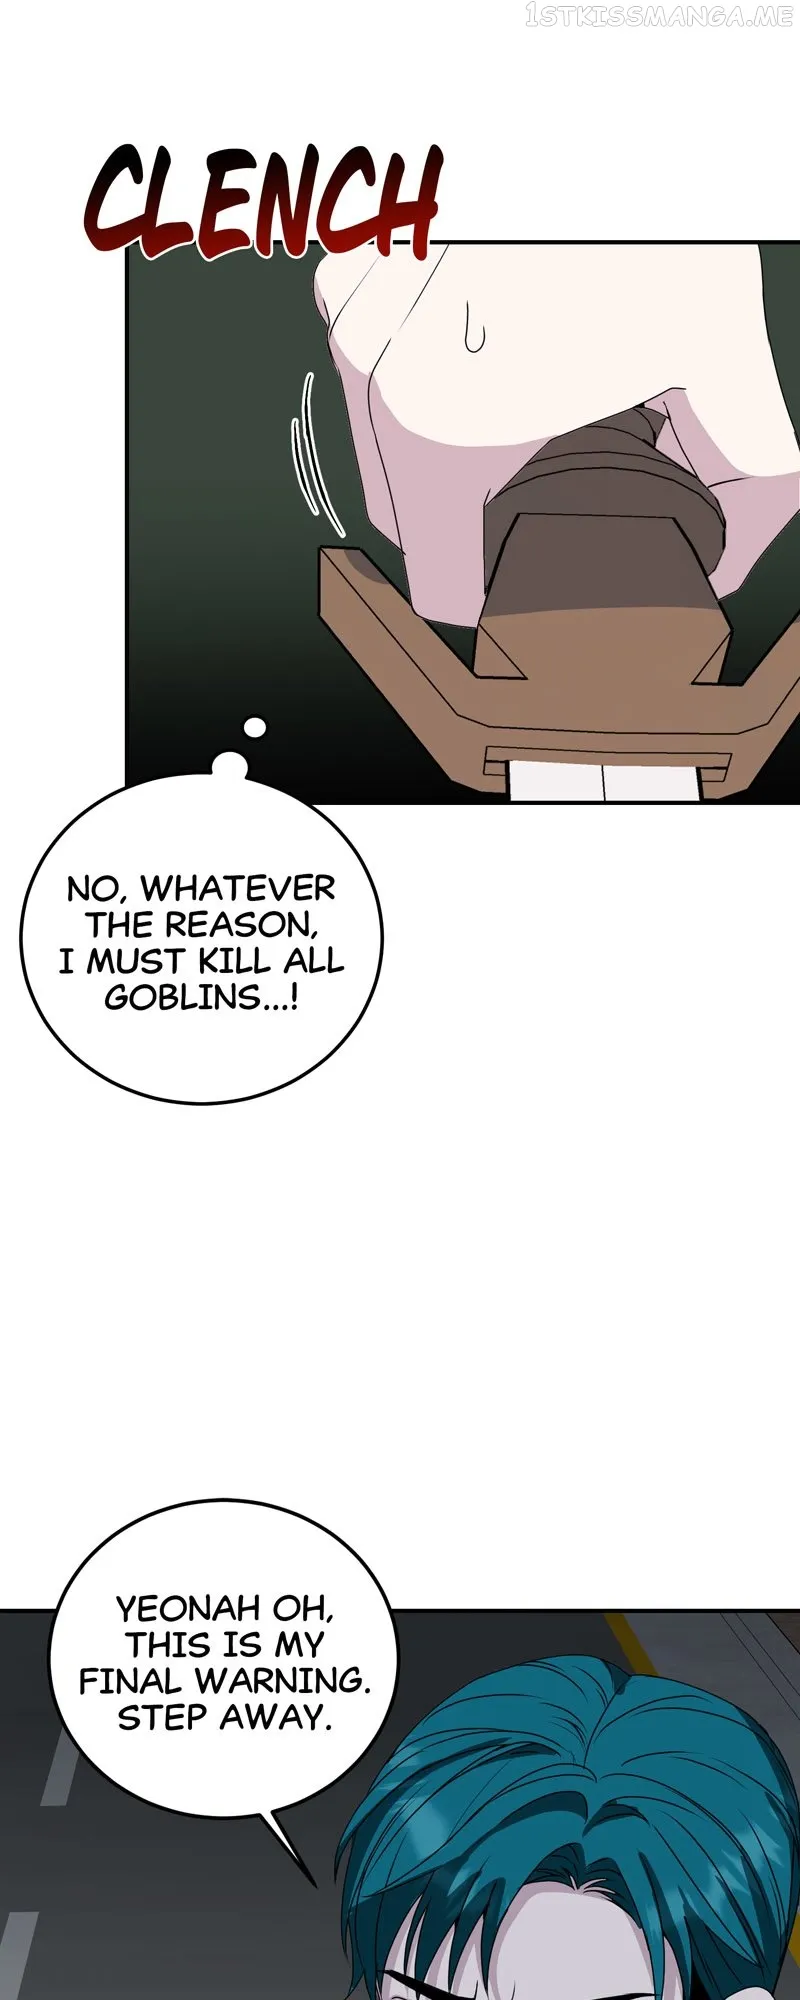 1STKISSMANGA.ME
CLENCH
NO, WHATEVER
THE REASON,
I MUST KILL ALL
GOBLINS...!
YEONAH OH,
THIS IS MY
FINAL WARNING.
STEP AWAY.